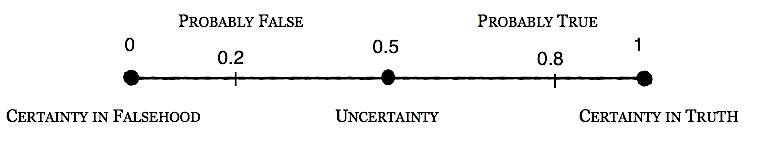 PROBABLY FALSE PROBABLY TRUE
0 0.5 1
0.2 0.8
CERTAINTY IN FALSEHOOD UNCERTAINTY CERTAINTY IN TRUTH